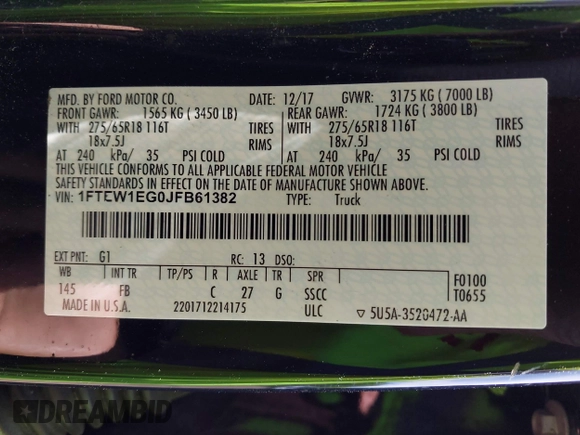 MFD. BY FORD MOTOR CO. DATE: 12/17 GVWR: 3175 KG ( 7000 LB)
FRONT GAWR: 1565 KG ( 3450 LB) REAR GAWR: 1724 KG ( 3800 LB)
WITH 275/65R18 116T TIRES WITH 275/65R18 116T TIRES
18x7.5J RIMS 18x7.5J RIMS
AT 240 kPa/ 35 PSI COLD AT 240 kPa/ 35 PSI COLD
THIS VEHICLE CONFORMS TO ALL APPLICABLE FEDERAL MOTOR VEHICLE
SAFETY STANDARDS IN EFFECT ON THE DATE OF MANUFACTURE SHOWN ABOVE.
VIN: 1FTEW1EG0JFB61382 TYPE: Truck
EXT PNT: G1 RC: 13 DSO:
WB INT TR TP/PS R AXLE TR SPR F0100
145 FB C 27 G SSCC T0655
MADE IN U.S.A. 2201712214175 ULC ▽ 5U5A-3520472-AA
DREAMBID